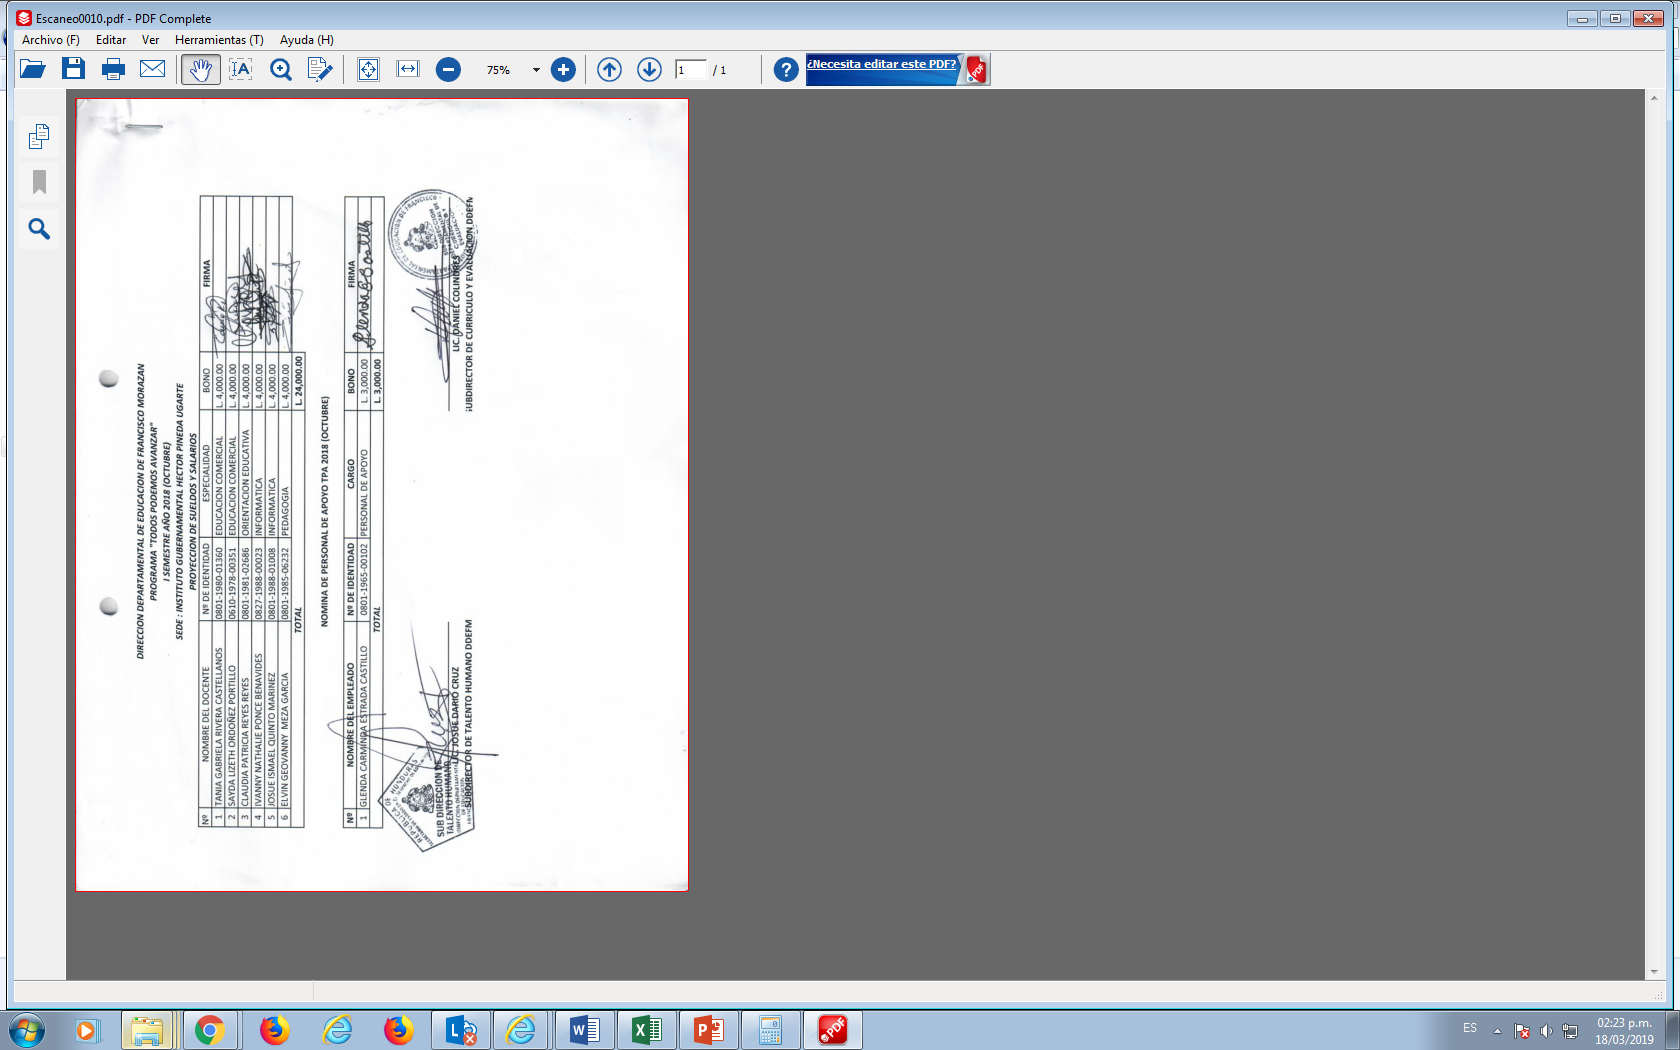 Escaneo0010.pdf - PDF Complete
Archivo (F) Editar Ver Herramientas (T) Ayuda (H)
75% 1 / 1 ¿Necesita editar este PDF?
PDF
DIRECCION DEPARTAMENTAL DE EDUCACION DE FRANCISCO MORAZAN
PROGRAMA "TODOS PODEMOS AVANZAR"
I SEMESTRE AÑO 2018 (OCTUBRE)
SEDE : INSTITUTO GUBERNAMENTAL HECTOR PINEDA UGARTE
PROYECCION DE SUELDOS Y SALARIOS
Nº NOMBRE DEL DOCENTE Nº DE IDENTIDAD ESPECIALIDAD BONO FIRMA
1 TANIA GABRIELA RIVERA CASTELLANOS 0801-1980-01360 EDUCACION COMERCIAL L. 4,000.00
2 SAYDA LIZETH ORDOÑEZ PORTILLO 0610-1978-00351 EDUCACION COMERCIAL L. 4,000.00
3 CLAUDIA PATRICIA REYES REYES 0801-1981-02686 ORIENTACION EDUCATIVA L. 4,000.00
4 IVANNY NATHALIE PONCE BENAVIDES 0827-1988-00023 INFORMATICA L. 4,000.00
5 JOSUE ISMAEL QUINTO MARINEZ 0801-1988-01008 INFORMATICA L. 4,000.00
6 ELVIN GEOVANNY MEZA GARCIA 0801-1985-06232 PEDAGOGIA L. 4,000.00
TOTAL L. 24,000.00
NOMINA DE PERSONAL DE APOYO TPA 2018 (OCTUBRE)
Nº NOMBRE DEL EMPLEADO Nº DE IDENTIDAD CARGO BONO FIRMA
1 GLENDA CARMINDA ESTRADA CASTILLO 0801-1965-00102 PERSONAL DE APOYO L. 3,000.00
TOTAL L. 3,000.00
REPUBLICA DE HONDURAS
SUB DIRECCION DE
TALENTO HUMANO
LIC. JOSUE DARIO CRUZ
SUBDIRECTOR DE TALENTO HUMANO DDEFM
LIC. DANIEL COLINDRES
SUBDIRECTOR DE CURRICULO Y EVALUACION DDEFM
ES
02:23 p.m.
18/03/2019